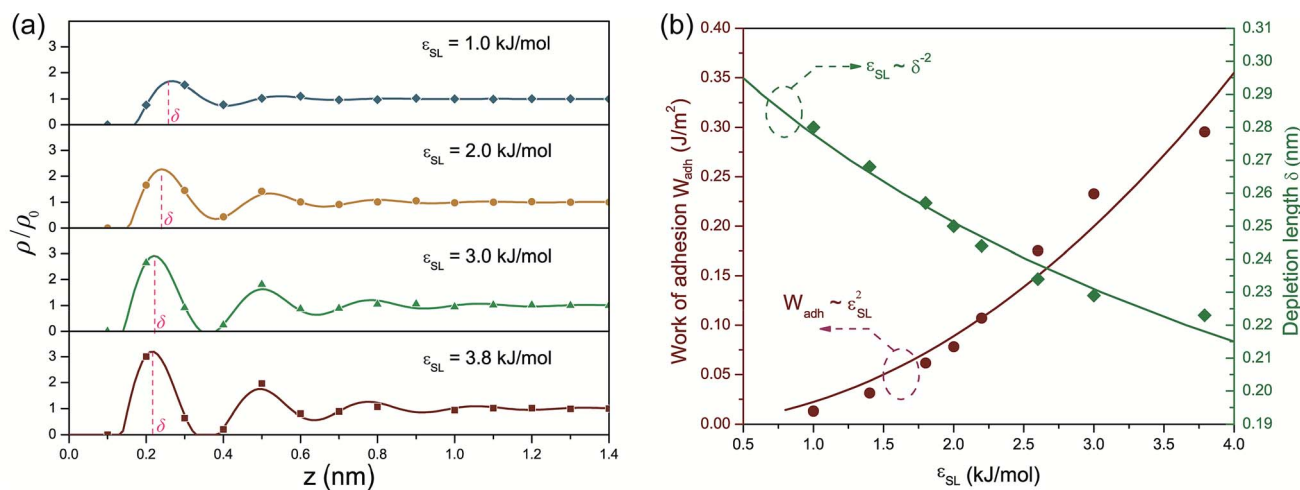 (a)
ε_SL = 1.0 kJ/mol
3
2
1
0
δ
ε_SL = 2.0 kJ/mol
3
2
1
0
δ
ρ/ρ₀
ε_SL = 3.0 kJ/mol
3
2
1
0
δ
ε_SL = 3.8 kJ/mol
3
2
1
0
δ
0.0 0.2 0.4 0.6 0.8 1.0 1.2 1.4
z (nm)
(b)
Work of adhesion W_adh (J/m²)
0.40
0.35
0.30
0.25
0.20
0.15
0.10
0.05
0.00
ε_SL ~ δ⁻²
W_adh ~ ε²_SL
0.31
0.30
0.29
0.28
0.27
0.26
0.25
0.24
0.23
0.22
0.21
0.20
0.19
Depletion length δ (nm)
0.5 1.0 1.5 2.0 2.5 3.0 3.5 4.0
ε_SL (kJ/mol)